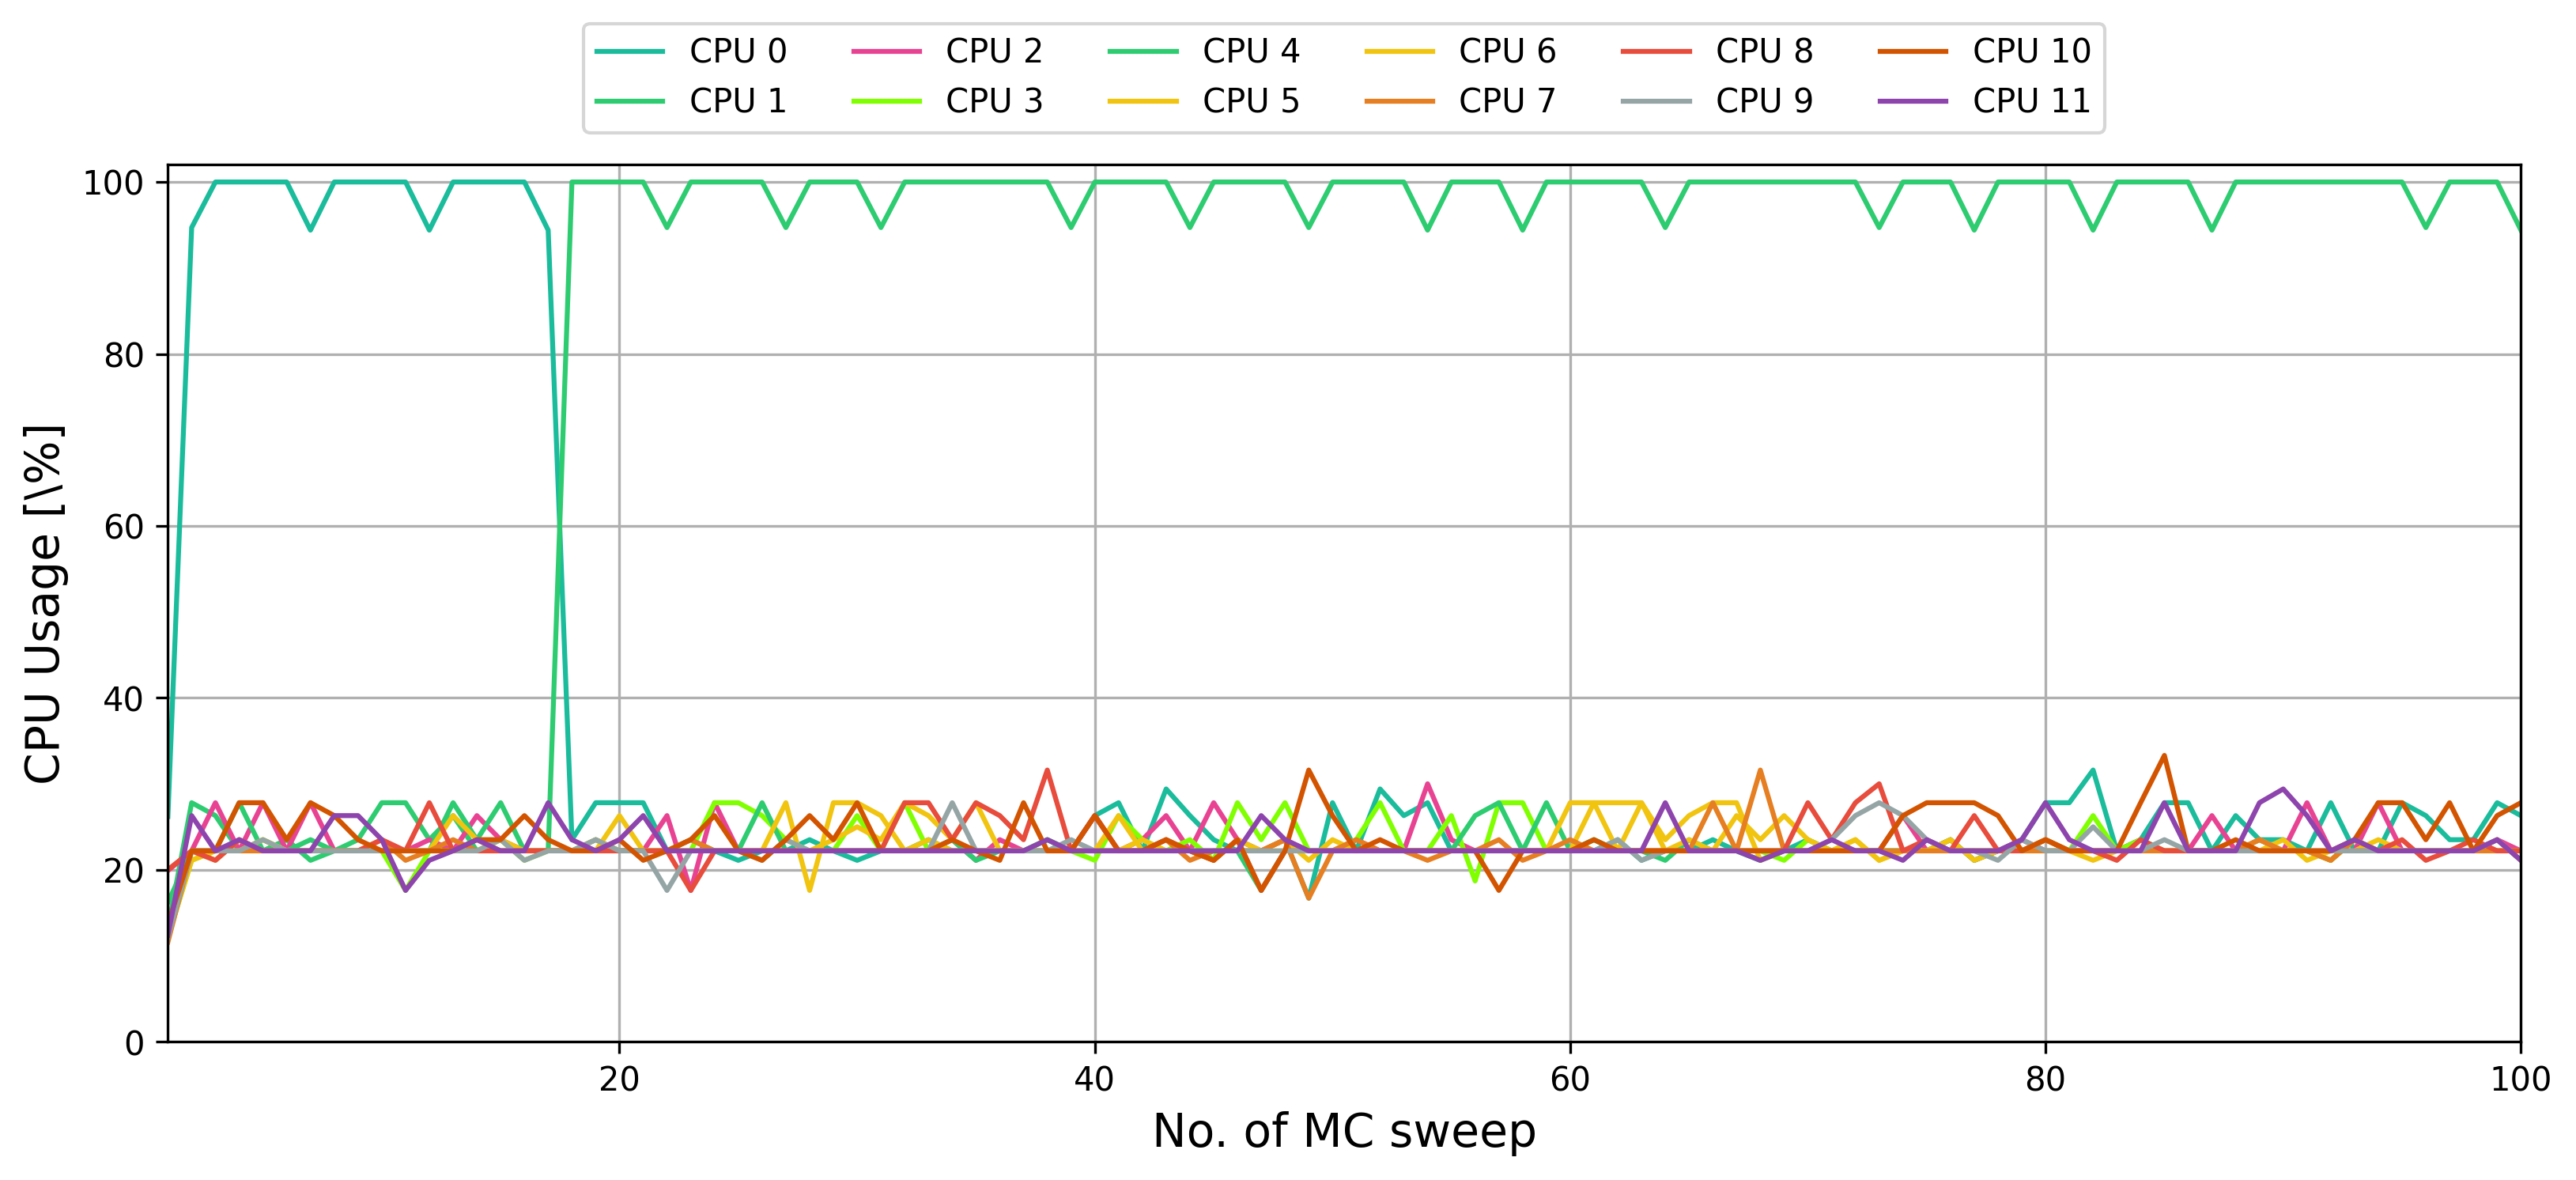 CPU 0 CPU 2 CPU 4 CPU 6 CPU 8 CPU 10
CPU 1 CPU 3 CPU 5 CPU 7 CPU 9 CPU 11
100
80
60
40
20
0
CPU Usage [\%]
20 40 60 80 100
No. of MC sweep